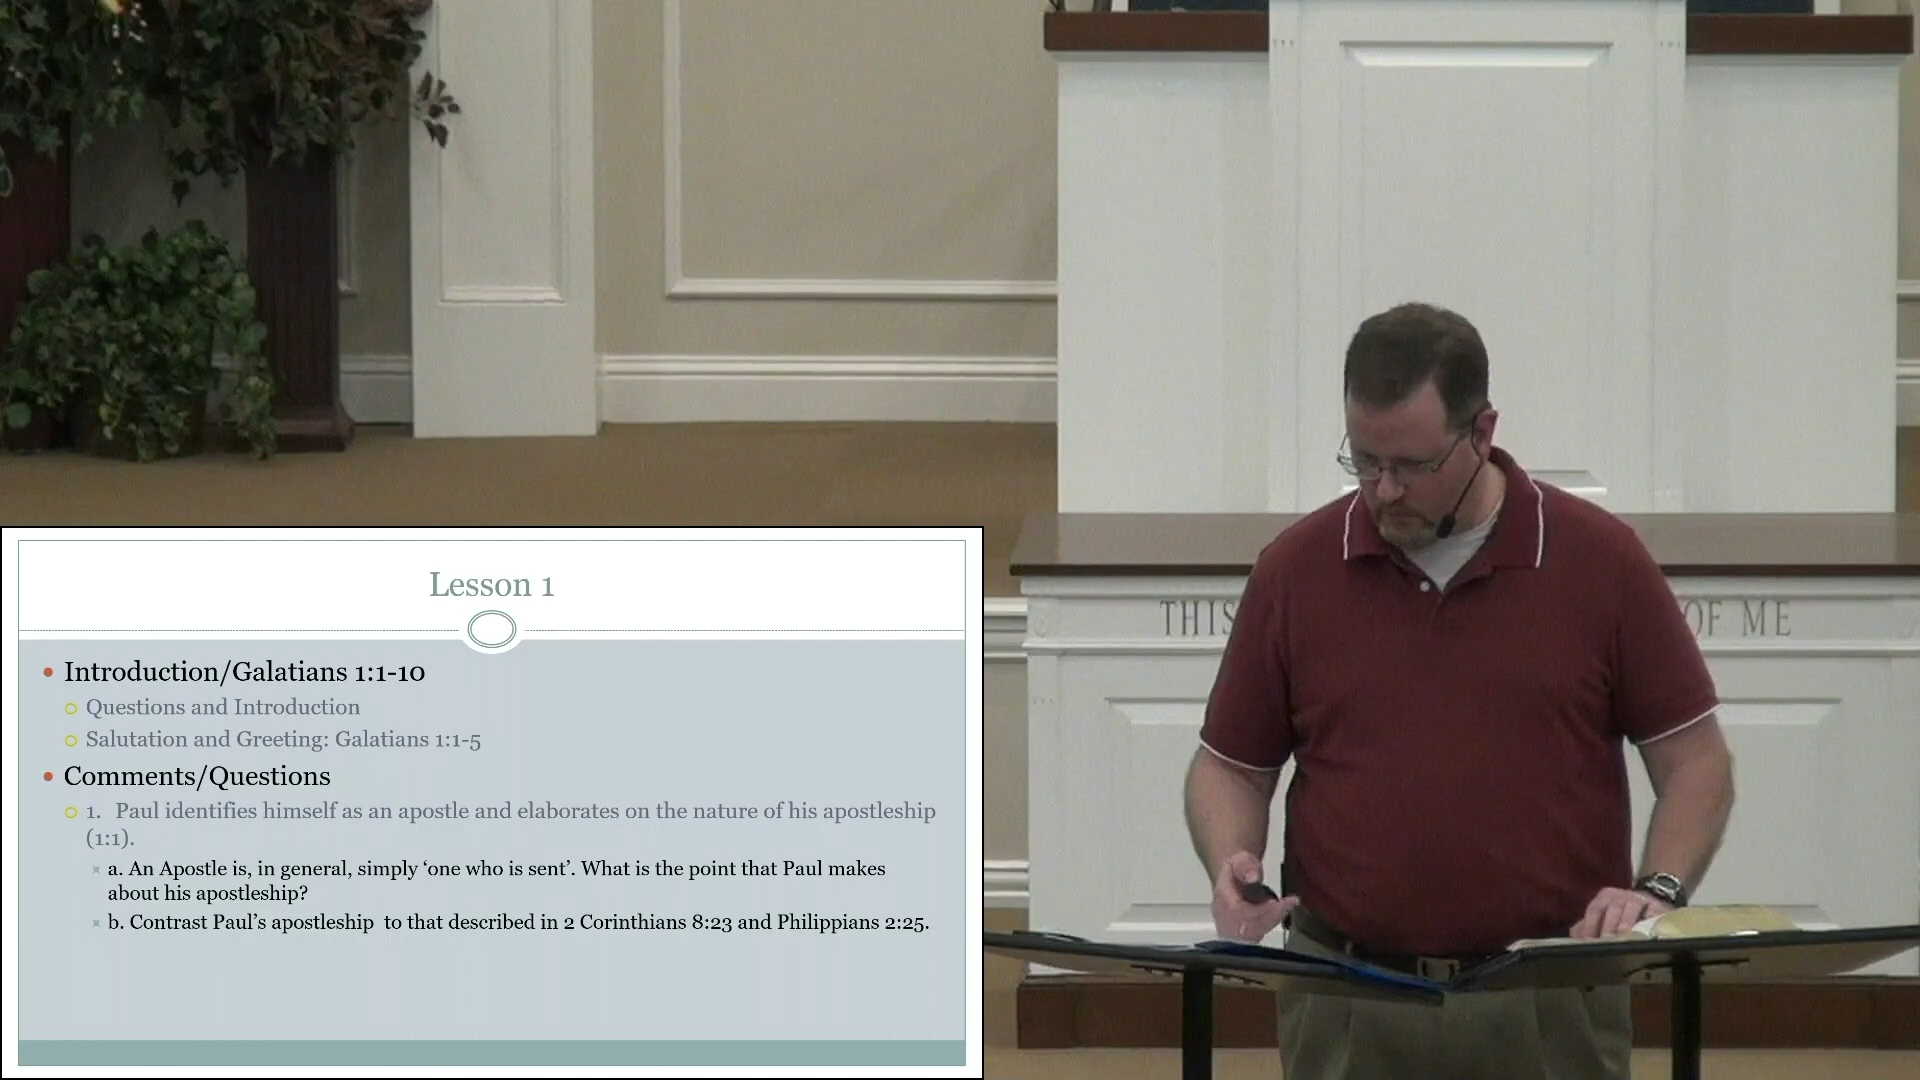 Lesson 1
• Introduction/Galatians 1:1-10
Questions and Introduction
Salutation and Greeting: Galatians 1:1-5
• Comments/Questions
1. Paul identifies himself as an apostle and elaborates on the nature of his apostleship
(1:1).
a. An Apostle is, in general, simply ‘one who is sent’. What is the point that Paul makes
about his apostleship?
b. Contrast Paul’s apostleship to that described in 2 Corinthians 8:23 and Philippians 2:25.
THIS OF ME